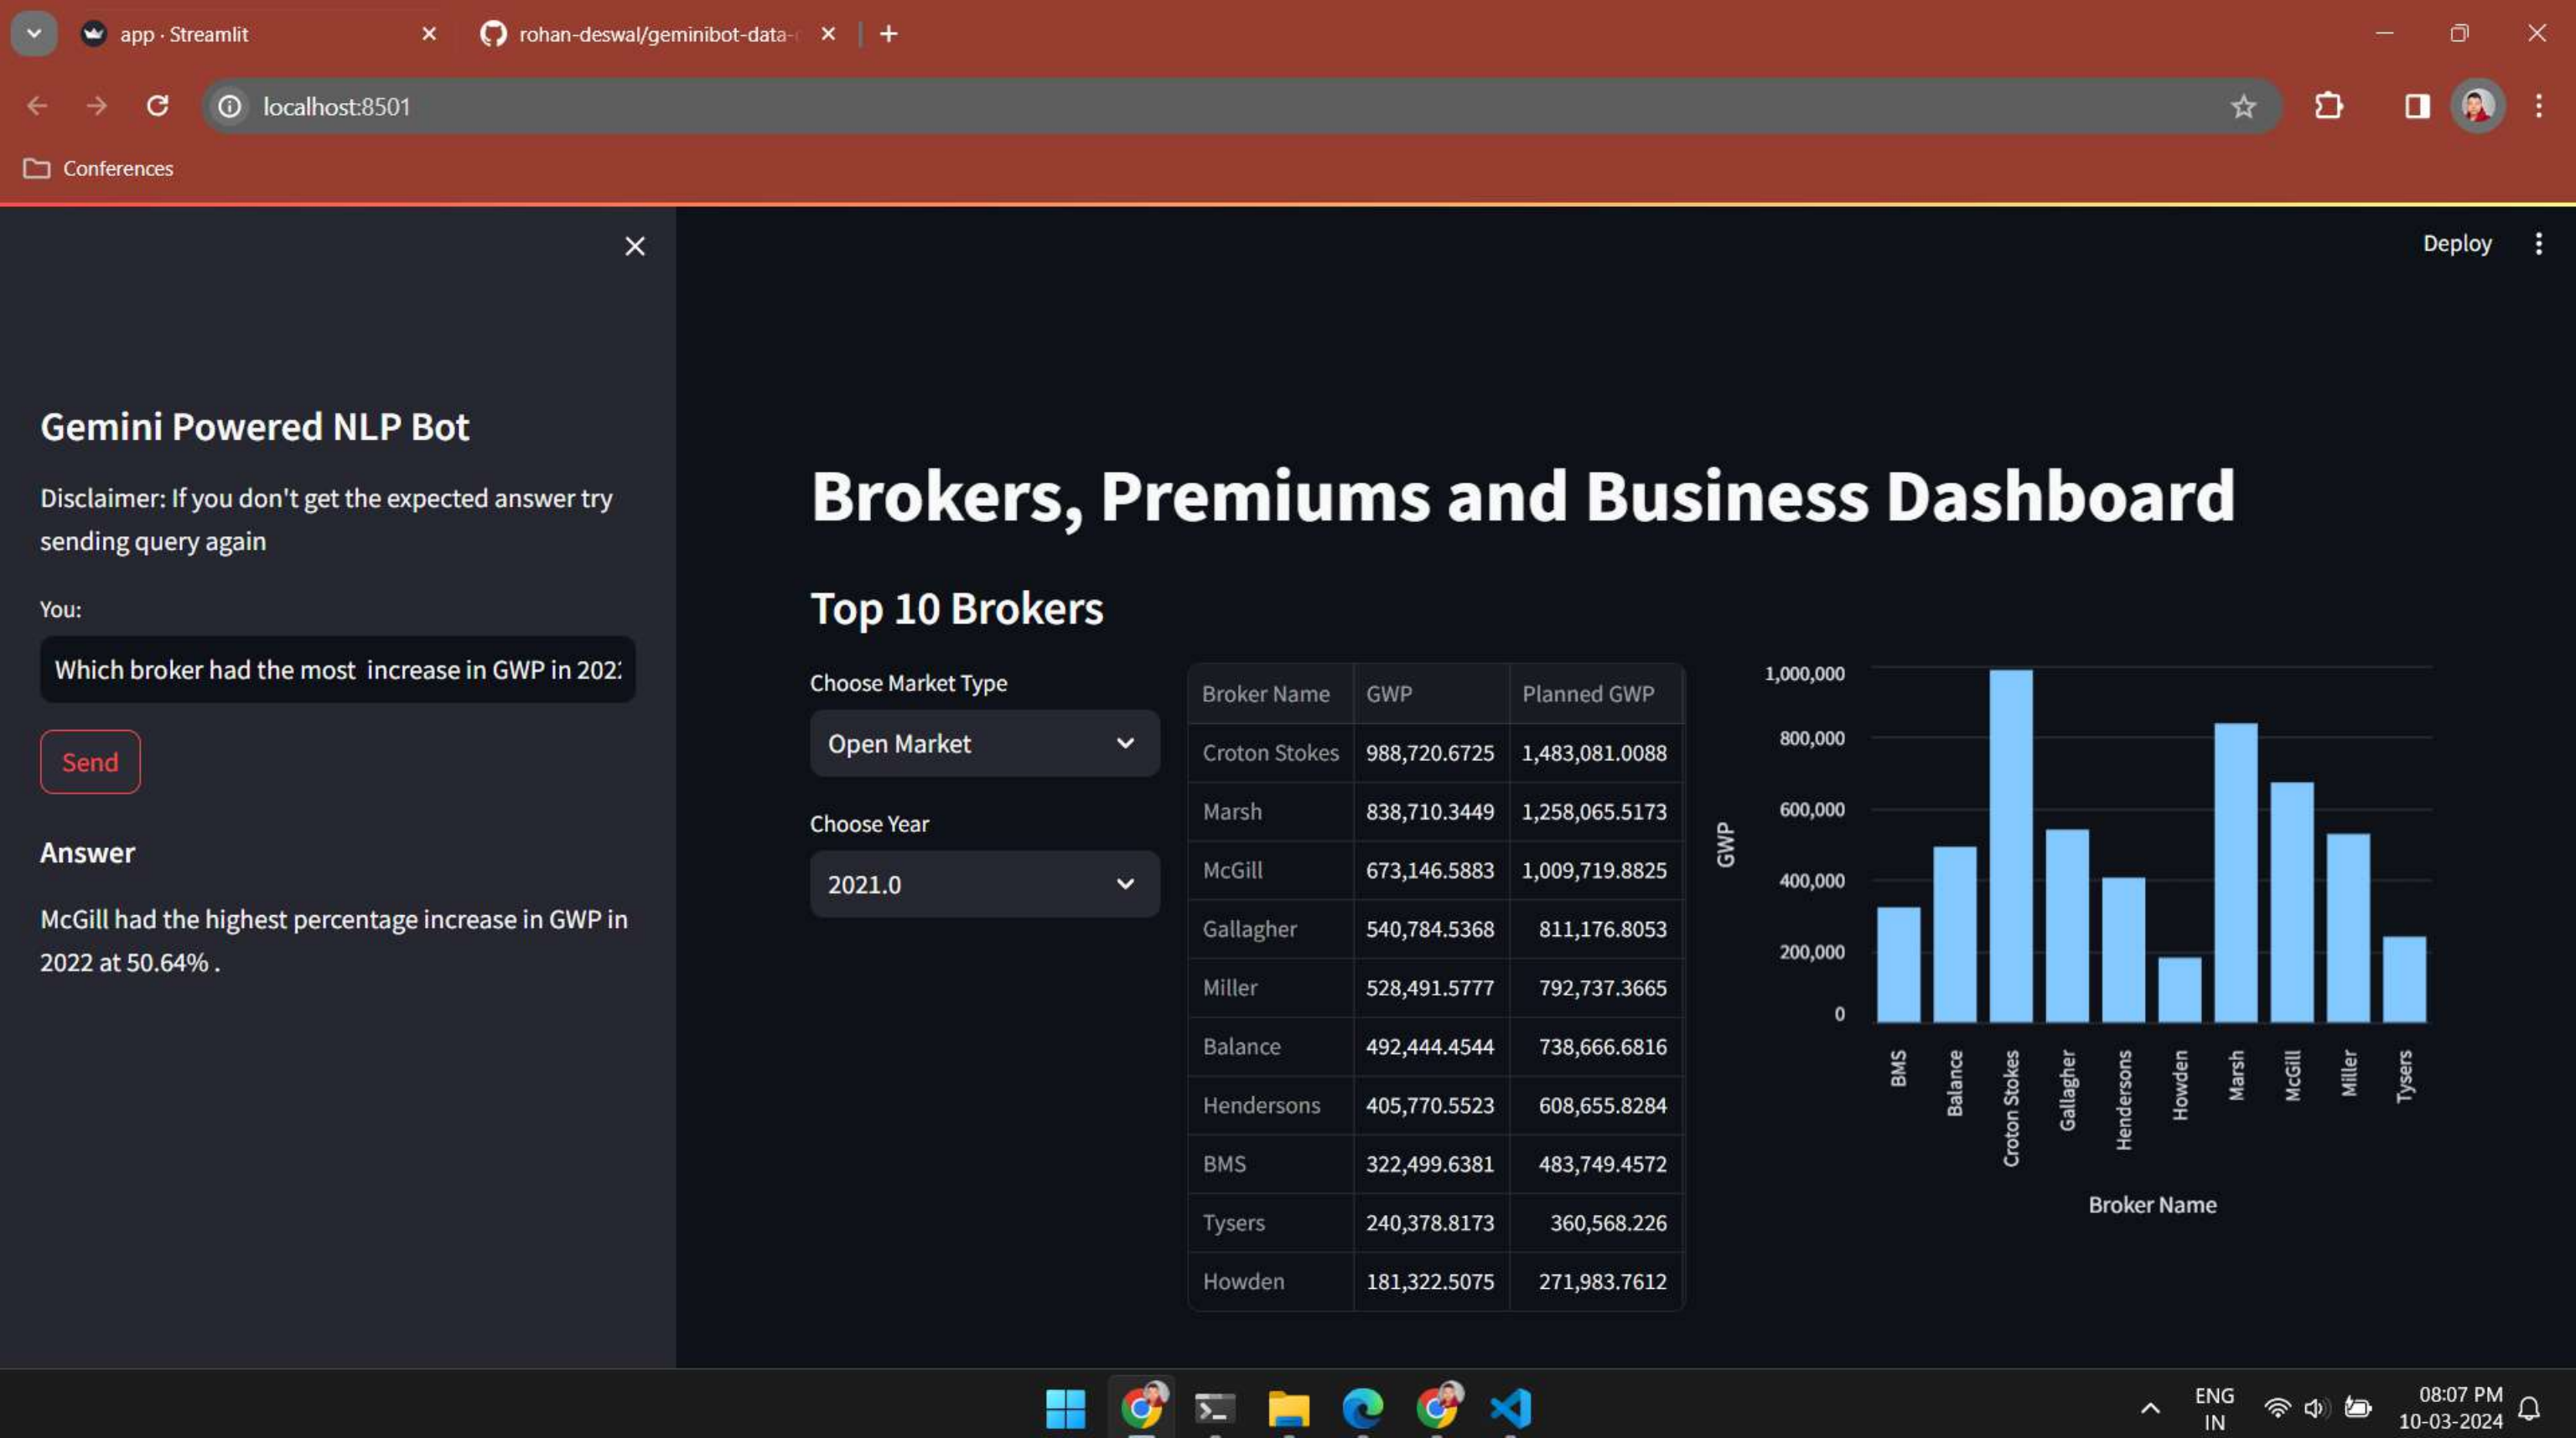 app · Streamlit
rohan-deswal/geminibot-data-
localhost:8501
Conferences
Deploy
Gemini Powered NLP Bot
Disclaimer: If you don't get the expected answer try
sending query again
You:
Which broker had the most  increase in GWP in 202
Send
Answer
McGill had the highest percentage increase in GWP in
2022 at 50.64% .
Brokers, Premiums and Business Dashboard
Top 10 Brokers
Choose Market Type
Open Market
Choose Year
2021.0
Broker Name GWP Planned GWP
Croton Stokes 988,720.6725 1,483,081.0088
Marsh 838,710.3449 1,258,065.5173
McGill 673,146.5883 1,009,719.8825
Gallagher 540,784.5368 811,176.8053
Miller 528,491.5777 792,737.3665
Balance 492,444.4544 738,666.6816
Hendersons 405,770.5523 608,655.8284
BMS 322,499.6381 483,749.4572
Tysers 240,378.8173 360,568.226
Howden 181,322.5075 271,983.7612
GWP
1,000,000
800,000
600,000
400,000
200,000
0
BMS
Balance
Croton Stokes
Gallagher
Hendersons
Howden
Marsh
McGill
Miller
Tysers
Broker Name
ENG
IN
08:07 PM
10-03-2024